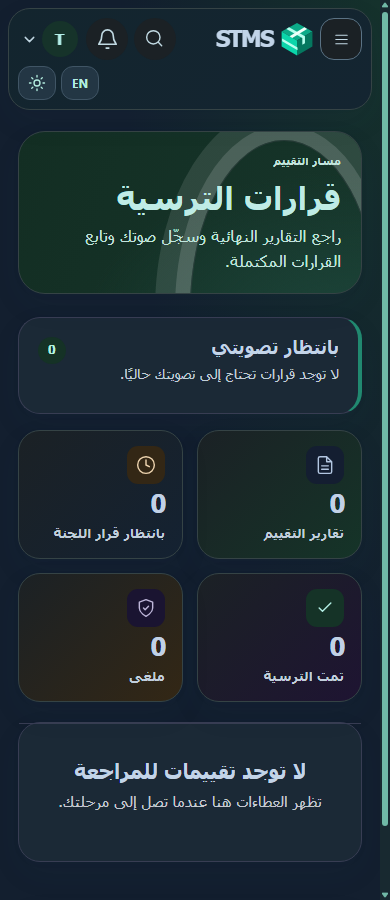 STMS
T
EN
مسار التقييم
قرارات الترسية
راجع التقارير النهائية وسجّل صوتك وتابع
القرارات المكتملة.
بانتظار تصويتي
0
لا توجد قرارات تحتاج إلى تصويتك حاليًا.
0
تقارير التقييم
0
بانتظار قرار اللجنة
0
تمت الترسية
0
ملغى
لا توجد تقييمات للمراجعة
تظهر العطاءات هنا عندما تصل إلى مرحلتك.